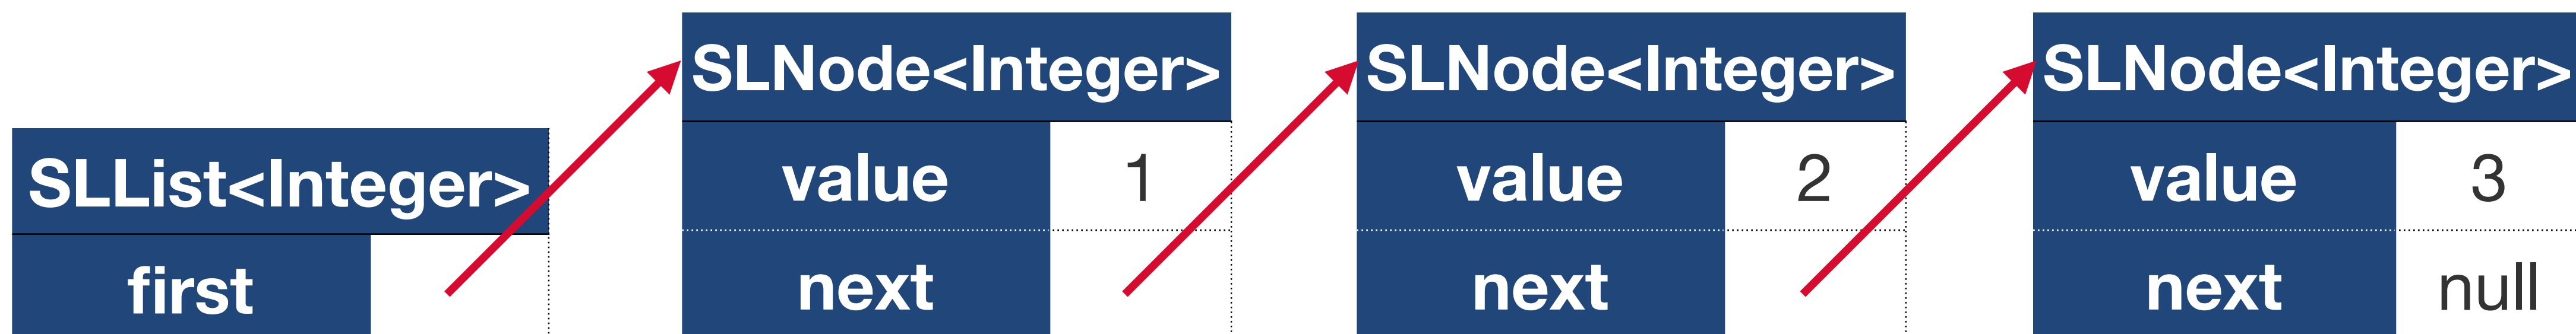 SLList<Integer>
first
SLNode<Integer>
value 1
next
SLNode<Integer>
value 2
next
SLNode<Integer>
value 3
next null